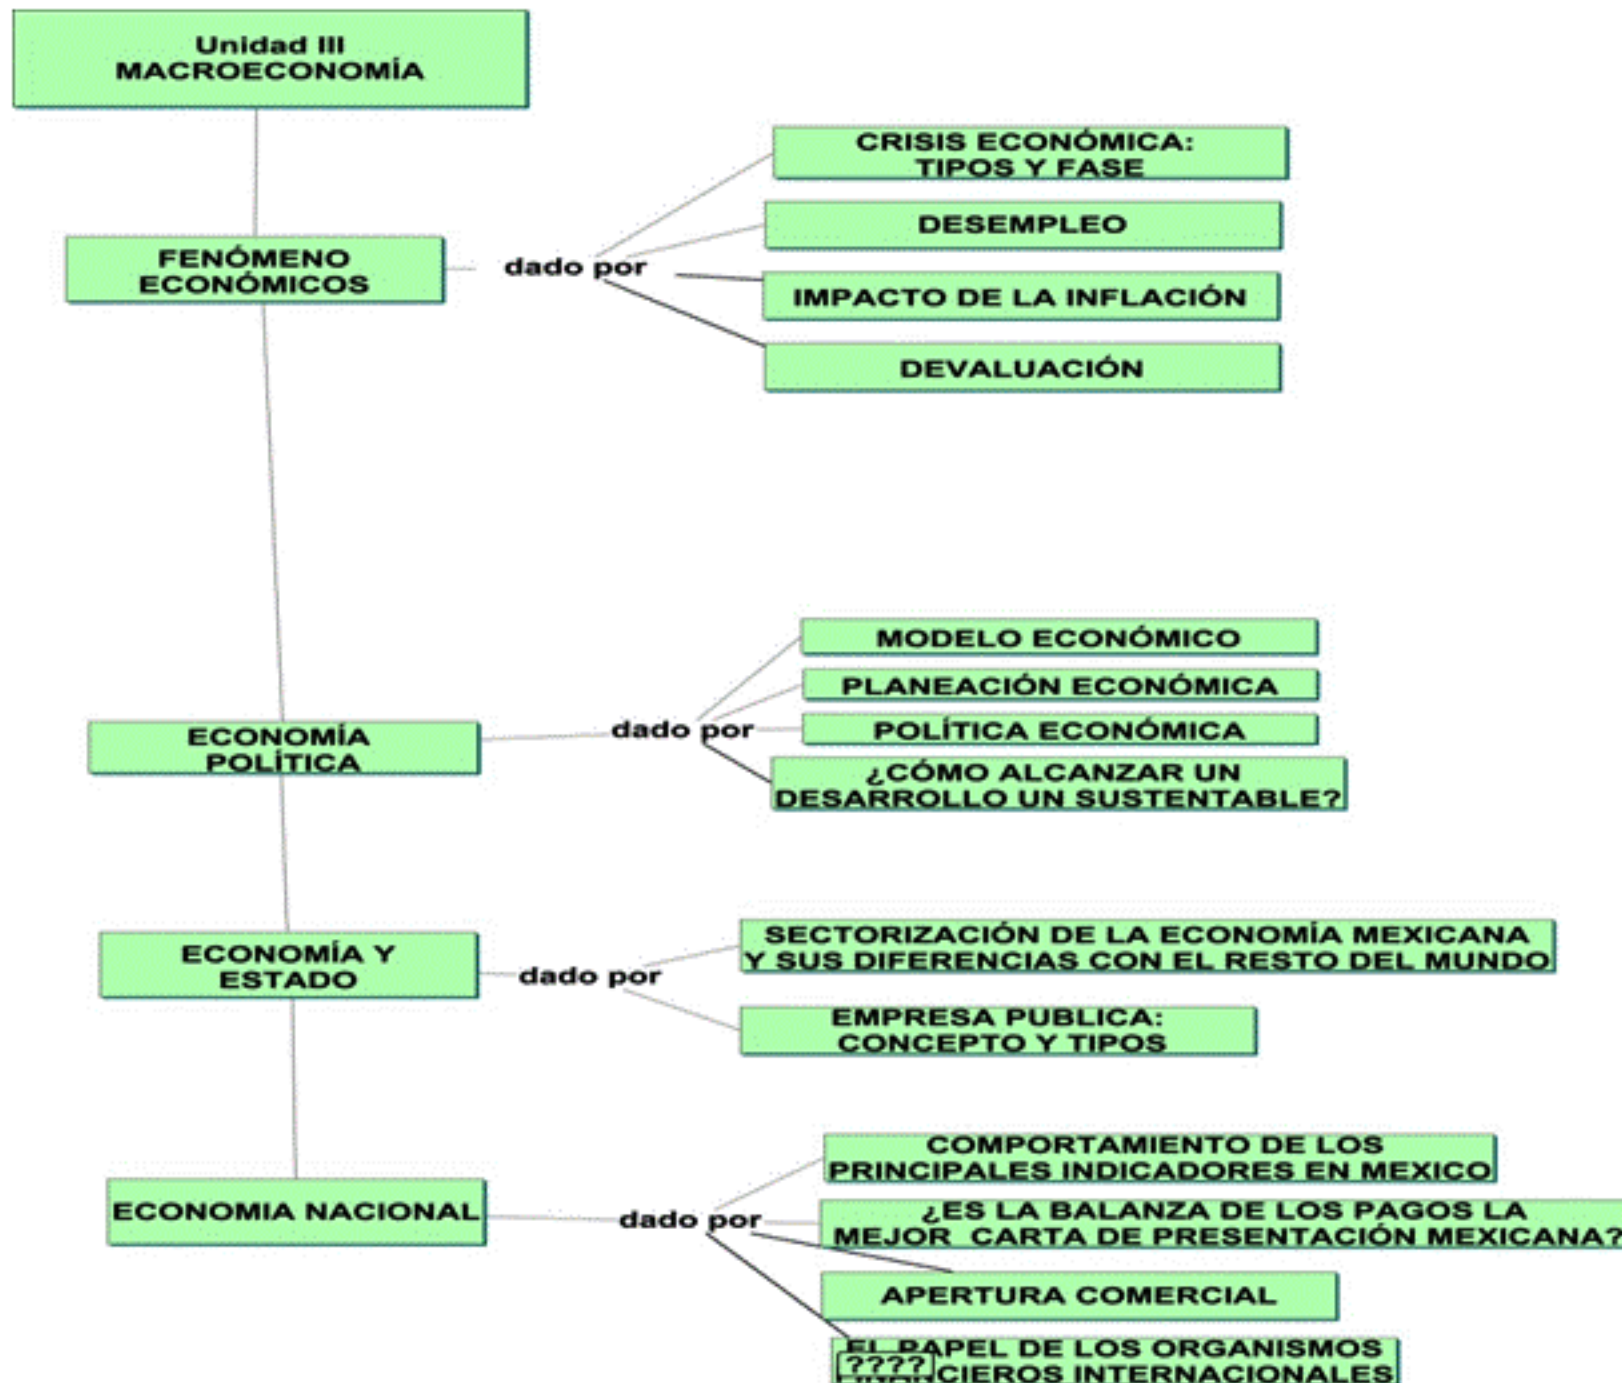 Unidad III
MACROECONOMÍA
FENÓMENO
ECONÓMICOS
dado por
CRISIS ECONÓMICA:
TIPOS Y FASE
DESEMPLEO
IMPACTO DE LA INFLACIÓN
DEVALUACIÓN
ECONOMÍA
POLÍTICA
dado por
MODELO ECONÓMICO
PLANEACIÓN ECONÓMICA
POLÍTICA ECONÓMICA
¿CÓMO ALCANZAR UN
DESARROLLO UN SUSTENTABLE?
ECONOMÍA Y
ESTADO
dado por
SECTORIZACIÓN DE LA ECONOMÍA MEXICANA
Y SUS DIFERENCIAS CON EL RESTO DEL MUNDO
EMPRESA PUBLICA:
CONCEPTO Y TIPOS
ECONOMIA NACIONAL
dado por
COMPORTAMIENTO DE LOS
PRINCIPALES INDICADORES EN MEXICO
¿ES LA BALANZA DE LOS PAGOS LA
MEJOR CARTA DE PRESENTACIÓN MEXICANA?
APERTURA COMERCIAL
EL PAPEL DE LOS ORGANISMOS
???? CIEROS INTERNACIONALES